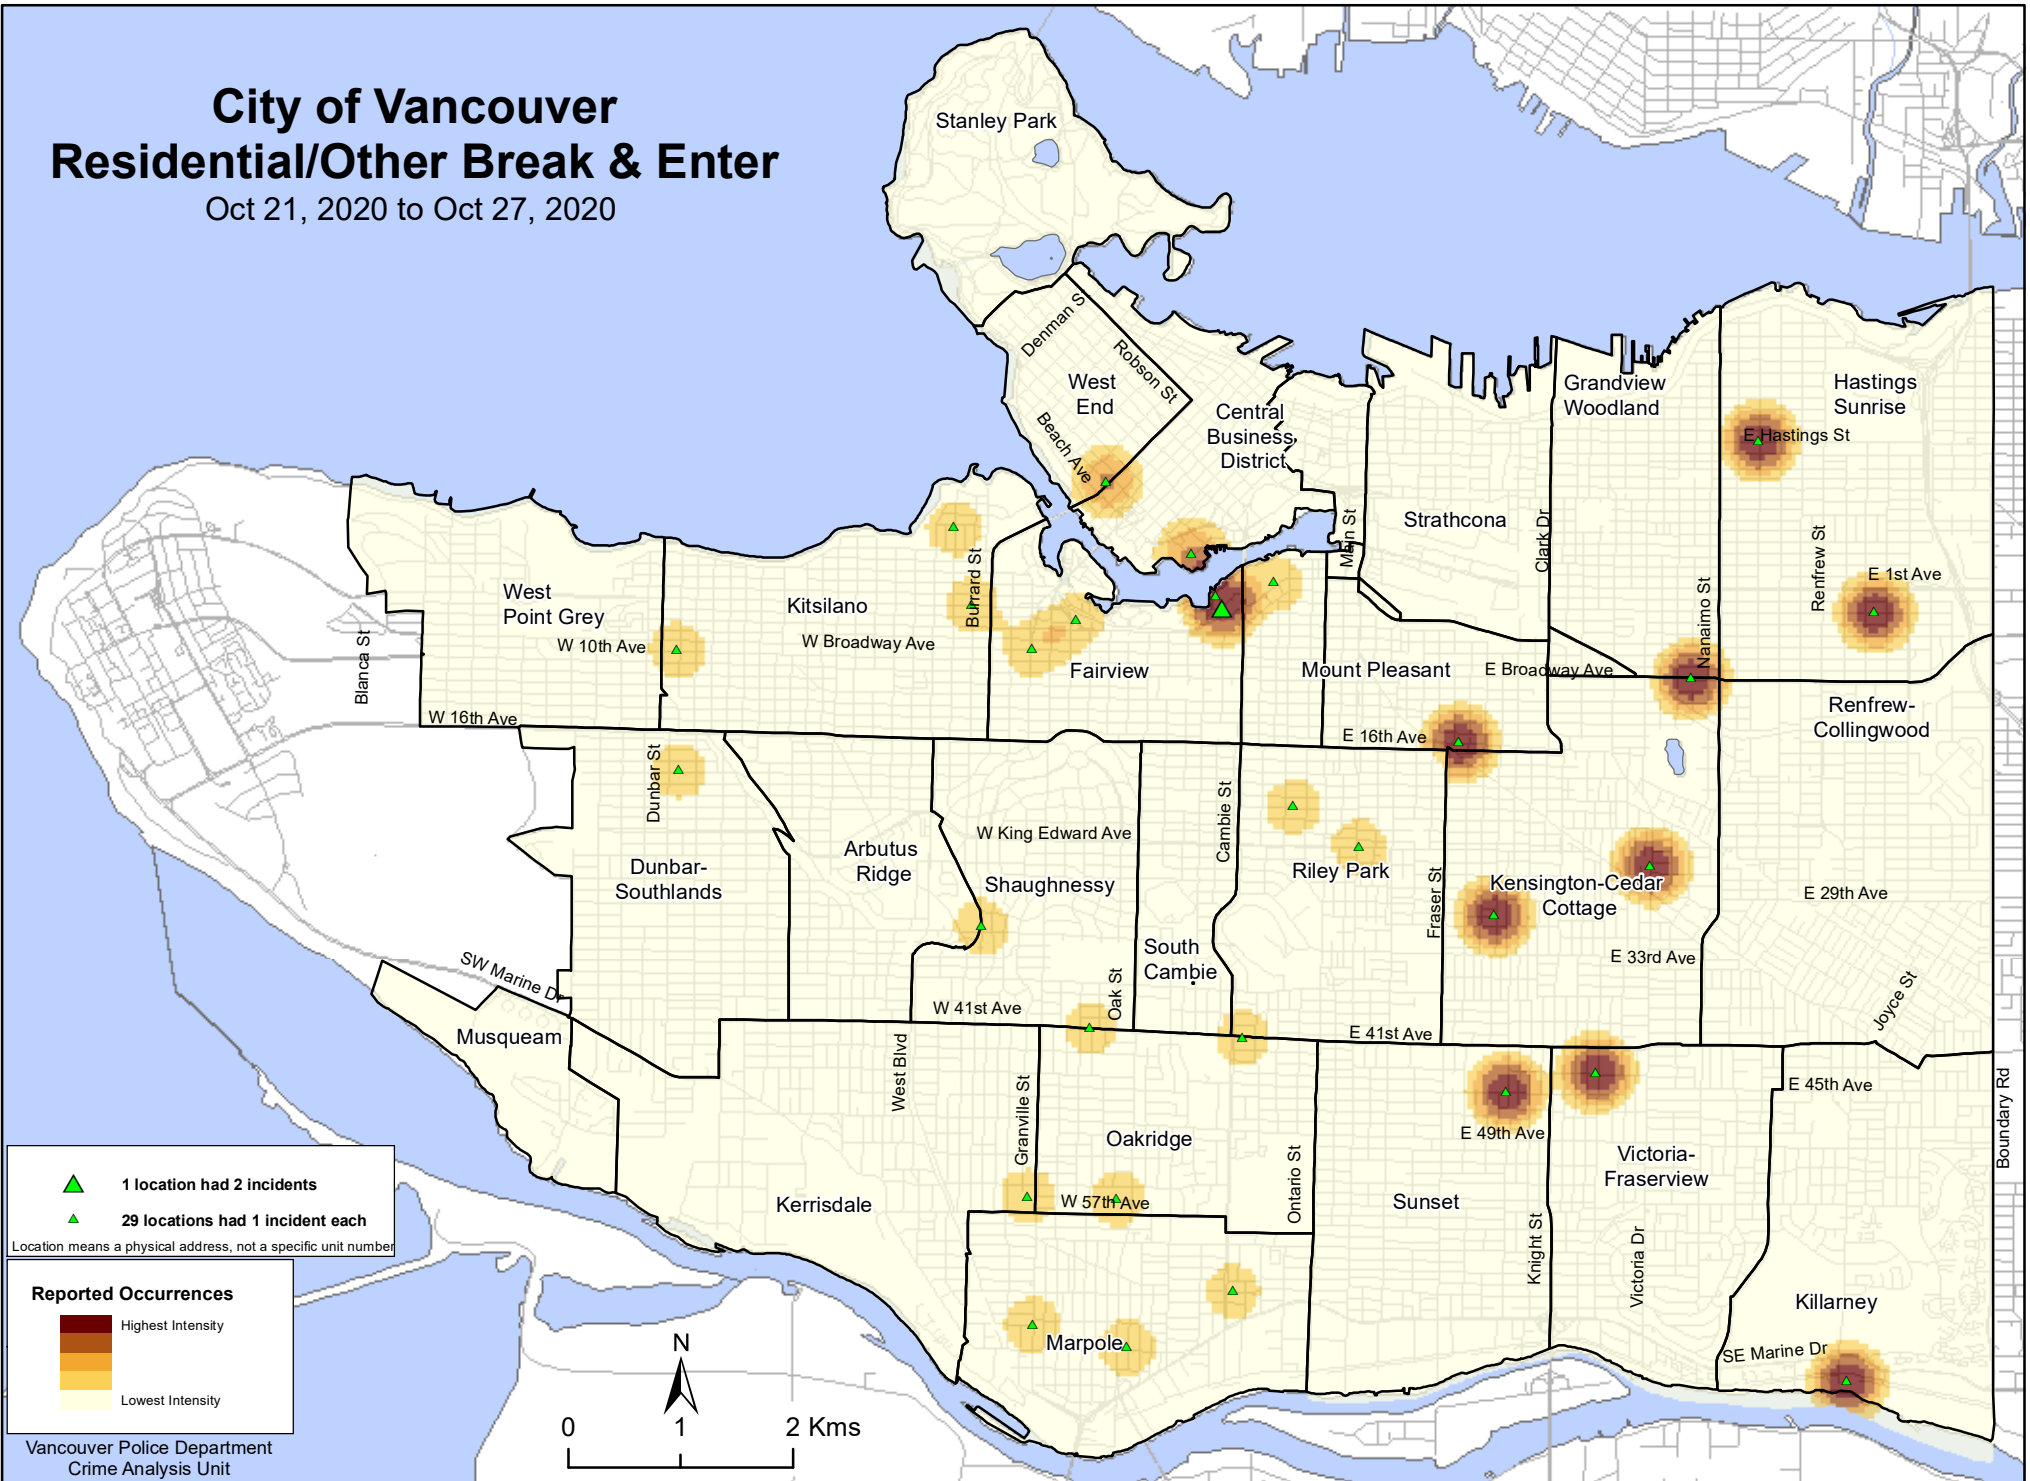 City of Vancouver
Residential/Other Break & Enter
Oct 21, 2020 to Oct 27, 2020
Stanley Park
Denman S
Robson St
West
End
Beach Ave
Central
Business
District
Grandview
Woodland
Hastings
Sunrise
E Hastings St
Strathcona
Main St
Clark Dr
Nanaimo St
Renfrew St
E 1st Ave
West
Point Grey
Kitsilano
Burrard St
W 10th Ave
W Broadway Ave
Blanca St
Fairview
Mount Pleasant
E Broadway Ave
Renfrew-
Collingwood
W 16th Ave
E 16th Ave
Dunbar St
Cambie St
W King Edward Ave
Arbutus
Ridge
Dunbar-
Southlands
Shaughnessy
Riley Park
Fraser St
Kensington-Cedar
Cottage
E 29th Ave
South
Cambie
E 33rd Ave
SW Marine Dr
Oak St
Joyce St
W 41st Ave
E 41st Ave
Musqueam
West Blvd
Granville St
E 45th Ave
Boundary Rd
E 49th Ave
Oakridge
Ontario St
Victoria-
Fraserview
W 57th Ave
Kerrisdale
Sunset
Knight St
Victoria Dr
Killarney
SE Marine Dr
Marpole
1 location had 2 incidents
29 locations had 1 incident each
Location means a physical address, not a specific unit number
Reported Occurrences
Highest Intensity
Lowest Intensity
N
0 1 2 Kms
Vancouver Police Department
Crime Analysis Unit